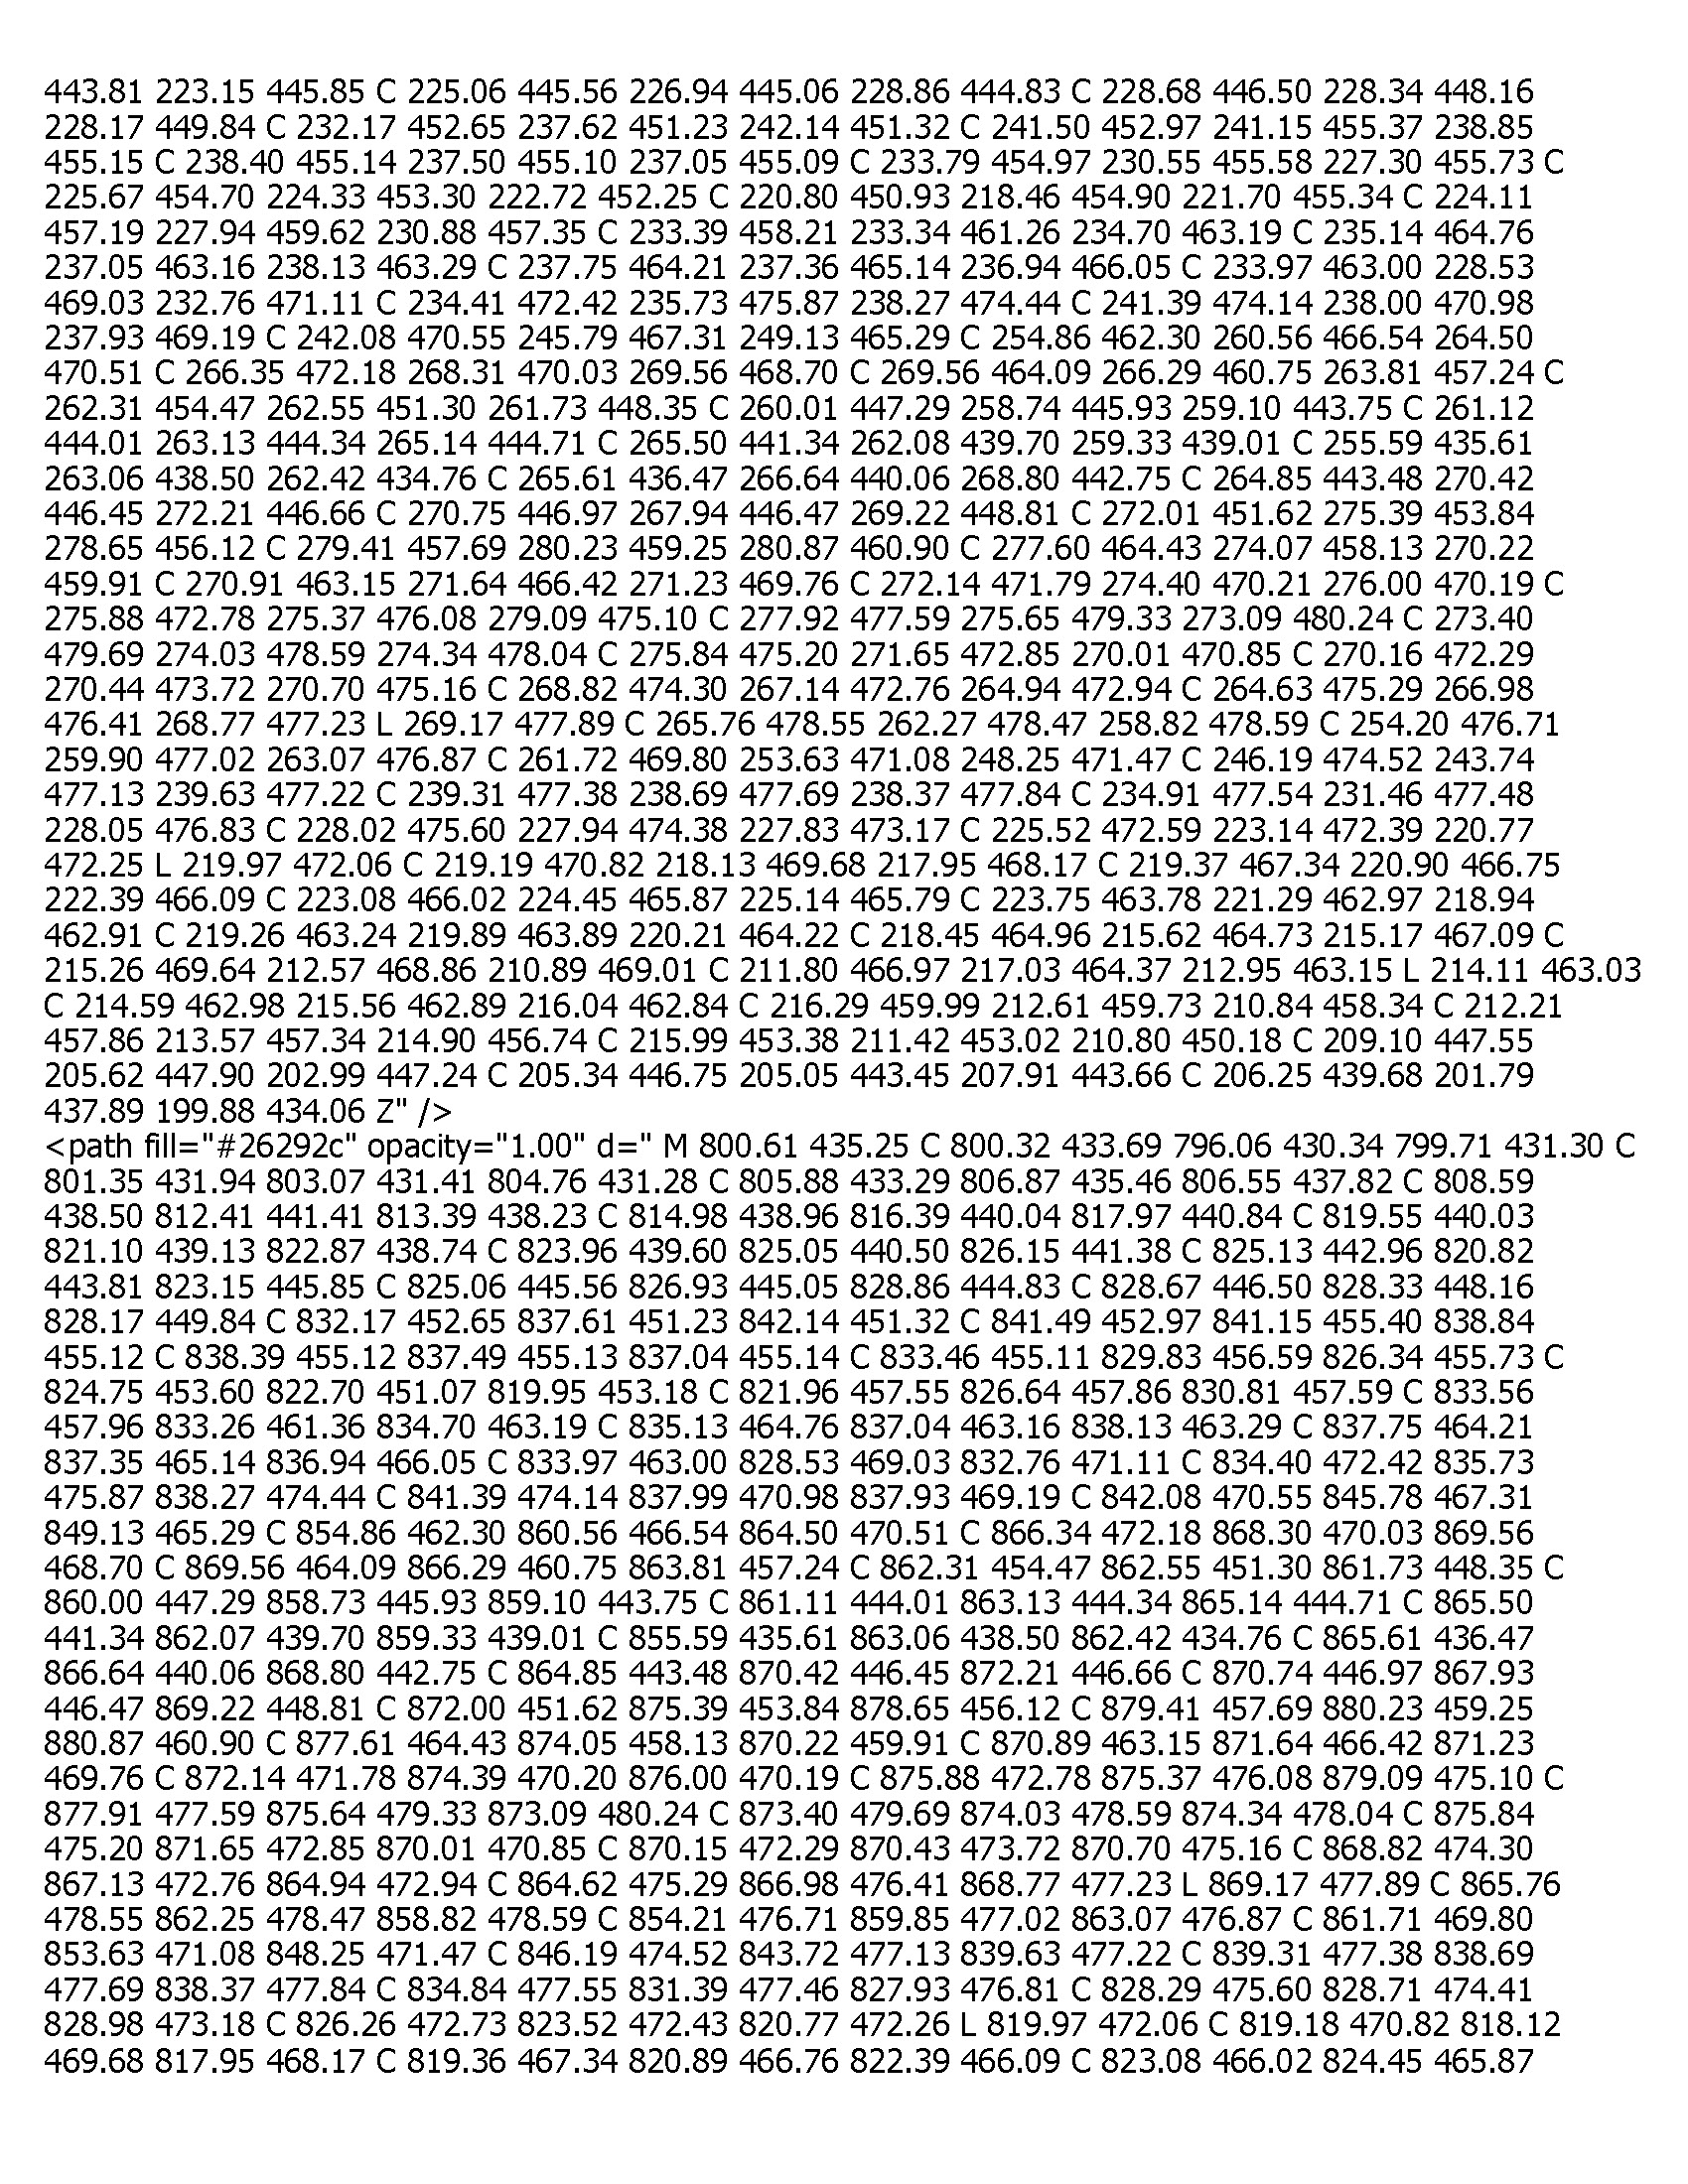 443.81 223.15 445.85 C 225.06 445.56 226.94 445.06 228.86 444.83 C 228.68 446.50 228.34 448.16
228.17 449.84 C 232.17 452.65 237.62 451.23 242.14 451.32 C 241.50 452.97 241.15 455.37 238.85
455.15 C 238.40 455.14 237.50 455.10 237.05 455.09 C 233.79 454.97 230.55 455.58 227.30 455.73 C
225.67 454.70 224.33 453.30 222.72 452.25 C 220.80 450.93 218.46 454.90 221.70 455.34 C 224.11
457.19 227.94 459.62 230.88 457.35 C 233.39 458.21 233.34 461.26 234.70 463.19 C 235.14 464.76
237.05 463.16 238.13 463.29 C 237.75 464.21 237.36 465.14 236.94 466.05 C 233.97 463.00 228.53
469.03 232.76 471.11 C 234.41 472.42 235.73 475.87 238.27 474.44 C 241.39 474.14 238.00 470.98
237.93 469.19 C 242.08 470.55 245.79 467.31 249.13 465.29 C 254.86 462.30 260.56 466.54 264.50
470.51 C 266.35 472.18 268.31 470.03 269.56 468.70 C 269.56 464.09 266.29 460.75 263.81 457.24 C
262.31 454.47 262.55 451.30 261.73 448.35 C 260.01 447.29 258.74 445.93 259.10 443.75 C 261.12
444.01 263.13 444.34 265.14 444.71 C 265.50 441.34 262.08 439.70 259.33 439.01 C 255.59 435.61
263.06 438.50 262.42 434.76 C 265.61 436.47 266.64 440.06 268.80 442.75 C 264.85 443.48 270.42
446.45 272.21 446.66 C 270.75 446.97 267.94 446.47 269.22 448.81 C 272.01 451.62 275.39 453.84
278.65 456.12 C 279.41 457.69 280.23 459.25 280.87 460.90 C 277.60 464.43 274.07 458.13 270.22
459.91 C 270.91 463.15 271.64 466.42 271.23 469.76 C 272.14 471.79 274.40 470.21 276.00 470.19 C
275.88 472.78 275.37 476.08 279.09 475.10 C 277.92 477.59 275.65 479.33 273.09 480.24 C 273.40
479.69 274.03 478.59 274.34 478.04 C 275.84 475.20 271.65 472.85 270.01 470.85 C 270.16 472.29
270.44 473.72 270.70 475.16 C 268.82 474.30 267.14 472.76 264.94 472.94 C 264.63 475.29 266.98
476.41 268.77 477.23 L 269.17 477.89 C 265.76 478.55 262.27 478.47 258.82 478.59 C 254.20 476.71
259.90 477.02 263.07 476.87 C 261.72 469.80 253.63 471.08 248.25 471.47 C 246.19 474.52 243.74
477.13 239.63 477.22 C 239.31 477.38 238.69 477.69 238.37 477.84 C 234.91 477.54 231.46 477.48
228.05 476.83 C 228.02 475.60 227.94 474.38 227.83 473.17 C 225.52 472.59 223.14 472.39 220.77
472.25 L 219.97 472.06 C 219.19 470.82 218.13 469.68 217.95 468.17 C 219.37 467.34 220.90 466.75
222.39 466.09 C 223.08 466.02 224.45 465.87 225.14 465.79 C 223.75 463.78 221.29 462.97 218.94
462.91 C 219.26 463.24 219.89 463.89 220.21 464.22 C 218.45 464.96 215.62 464.73 215.17 467.09 C
215.26 469.64 212.57 468.86 210.89 469.01 C 211.80 466.97 217.03 464.37 212.95 463.15 L 214.11 463.03
C 214.59 462.98 215.56 462.89 216.04 462.84 C 216.29 459.99 212.61 459.73 210.84 458.34 C 212.21
457.86 213.57 457.34 214.90 456.74 C 215.99 453.38 211.42 453.02 210.80 450.18 C 209.10 447.55
205.62 447.90 202.99 447.24 C 205.34 446.75 205.05 443.45 207.91 443.66 C 206.25 439.68 201.79
437.89 199.88 434.06 Z" />
<path fill="#26292c" opacity="1.00" d=" M 800.61 435.25 C 800.32 433.69 796.06 430.34 799.71 431.30 C
801.35 431.94 803.07 431.41 804.76 431.28 C 805.88 433.29 806.87 435.46 806.55 437.82 C 808.59
438.50 812.41 441.41 813.39 438.23 C 814.98 438.96 816.39 440.04 817.97 440.84 C 819.55 440.03
821.10 439.13 822.87 438.74 C 823.96 439.60 825.05 440.50 826.15 441.38 C 825.13 442.96 820.82
443.81 823.15 445.85 C 825.06 445.56 826.93 445.05 828.86 444.83 C 828.67 446.50 828.33 448.16
828.17 449.84 C 832.17 452.65 837.61 451.23 842.14 451.32 C 841.49 452.97 841.15 455.40 838.84
455.12 C 838.39 455.12 837.49 455.13 837.04 455.14 C 833.46 455.11 829.83 456.59 826.34 455.73 C
824.75 453.60 822.70 451.07 819.95 453.18 C 821.96 457.55 826.64 457.86 830.81 457.59 C 833.56
457.96 833.26 461.36 834.70 463.19 C 835.13 464.76 837.04 463.16 838.13 463.29 C 837.75 464.21
837.35 465.14 836.94 466.05 C 833.97 463.00 828.53 469.03 832.76 471.11 C 834.40 472.42 835.73
475.87 838.27 474.44 C 841.39 474.14 837.99 470.98 837.93 469.19 C 842.08 470.55 845.78 467.31
849.13 465.29 C 854.86 462.30 860.56 466.54 864.50 470.51 C 866.34 472.18 868.30 470.03 869.56
468.70 C 869.56 464.09 866.29 460.75 863.81 457.24 C 862.31 454.47 862.55 451.30 861.73 448.35 C
860.00 447.29 858.73 445.93 859.10 443.75 C 861.11 444.01 863.13 444.34 865.14 444.71 C 865.50
441.34 862.07 439.70 859.33 439.01 C 855.59 435.61 863.06 438.50 862.42 434.76 C 865.61 436.47
866.64 440.06 868.80 442.75 C 864.85 443.48 870.42 446.45 872.21 446.66 C 870.74 446.97 867.93
446.47 869.22 448.81 C 872.00 451.62 875.39 453.84 878.65 456.12 C 879.41 457.69 880.23 459.25
880.87 460.90 C 877.61 464.43 874.05 458.13 870.22 459.91 C 870.89 463.15 871.64 466.42 871.23
469.76 C 872.14 471.78 874.39 470.20 876.00 470.19 C 875.88 472.78 875.37 476.08 879.09 475.10 C
877.91 477.59 875.64 479.33 873.09 480.24 C 873.40 479.69 874.03 478.59 874.34 478.04 C 875.84
475.20 871.65 472.85 870.01 470.85 C 870.15 472.29 870.43 473.72 870.70 475.16 C 868.82 474.30
867.13 472.76 864.94 472.94 C 864.62 475.29 866.98 476.41 868.77 477.23 L 869.17 477.89 C 865.76
478.55 862.25 478.47 858.82 478.59 C 854.21 476.71 859.85 477.02 863.07 476.87 C 861.71 469.80
853.63 471.08 848.25 471.47 C 846.19 474.52 843.72 477.13 839.63 477.22 C 839.31 477.38 838.69
477.69 838.37 477.84 C 834.84 477.55 831.39 477.46 827.93 476.81 C 828.29 475.60 828.71 474.41
828.98 473.18 C 826.26 472.73 823.52 472.43 820.77 472.26 L 819.97 472.06 C 819.18 470.82 818.12
469.68 817.95 468.17 C 819.36 467.34 820.89 466.76 822.39 466.09 C 823.08 466.02 824.45 465.87